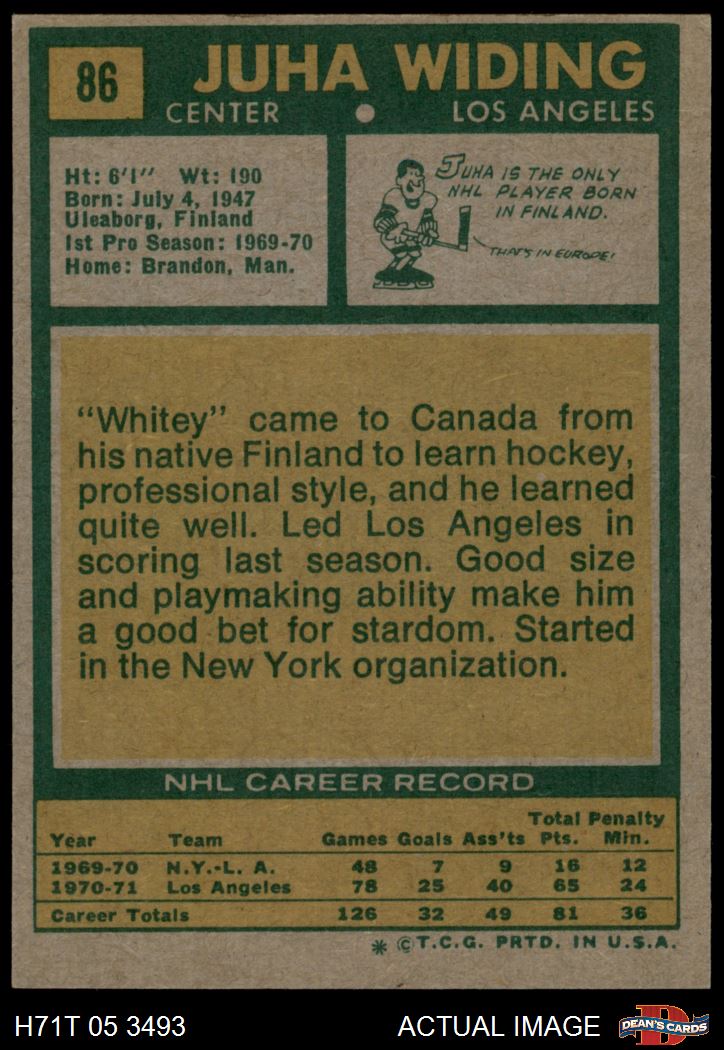 86
JUHA WIDING
CENTER
LOS ANGELES
Ht: 6'1'' Wt: 190
Born: July 4, 1947
Uleaborg, Finland
1st Pro Season: 1969-70
Home: Brandon, Man.
JUHA IS THE ONLY
NHL PLAYER BORN
IN FINLAND.
THAT'S IN EUROPE!
"Whitey" came to Canada from
his native Finland to learn hockey,
professional style, and he learned
quite well. Led Los Angeles in
scoring last season. Good size
and playmaking ability make him
a good bet for stardom. Started
in the New York organization.
NHL CAREER RECORD
Total Penalty
Year Team Games Goals Ass'ts Pts. Min.
1969-70 N.Y.-L. A. 48 7 9 16 12
1970-71 Los Angeles 78 25 40 65 24
Career Totals 126 32 49 81 36
* ©T.C.G. PRTD. IN U.S.A.
H71T 05 3493
ACTUAL IMAGE
D
DEAN'S CARDS